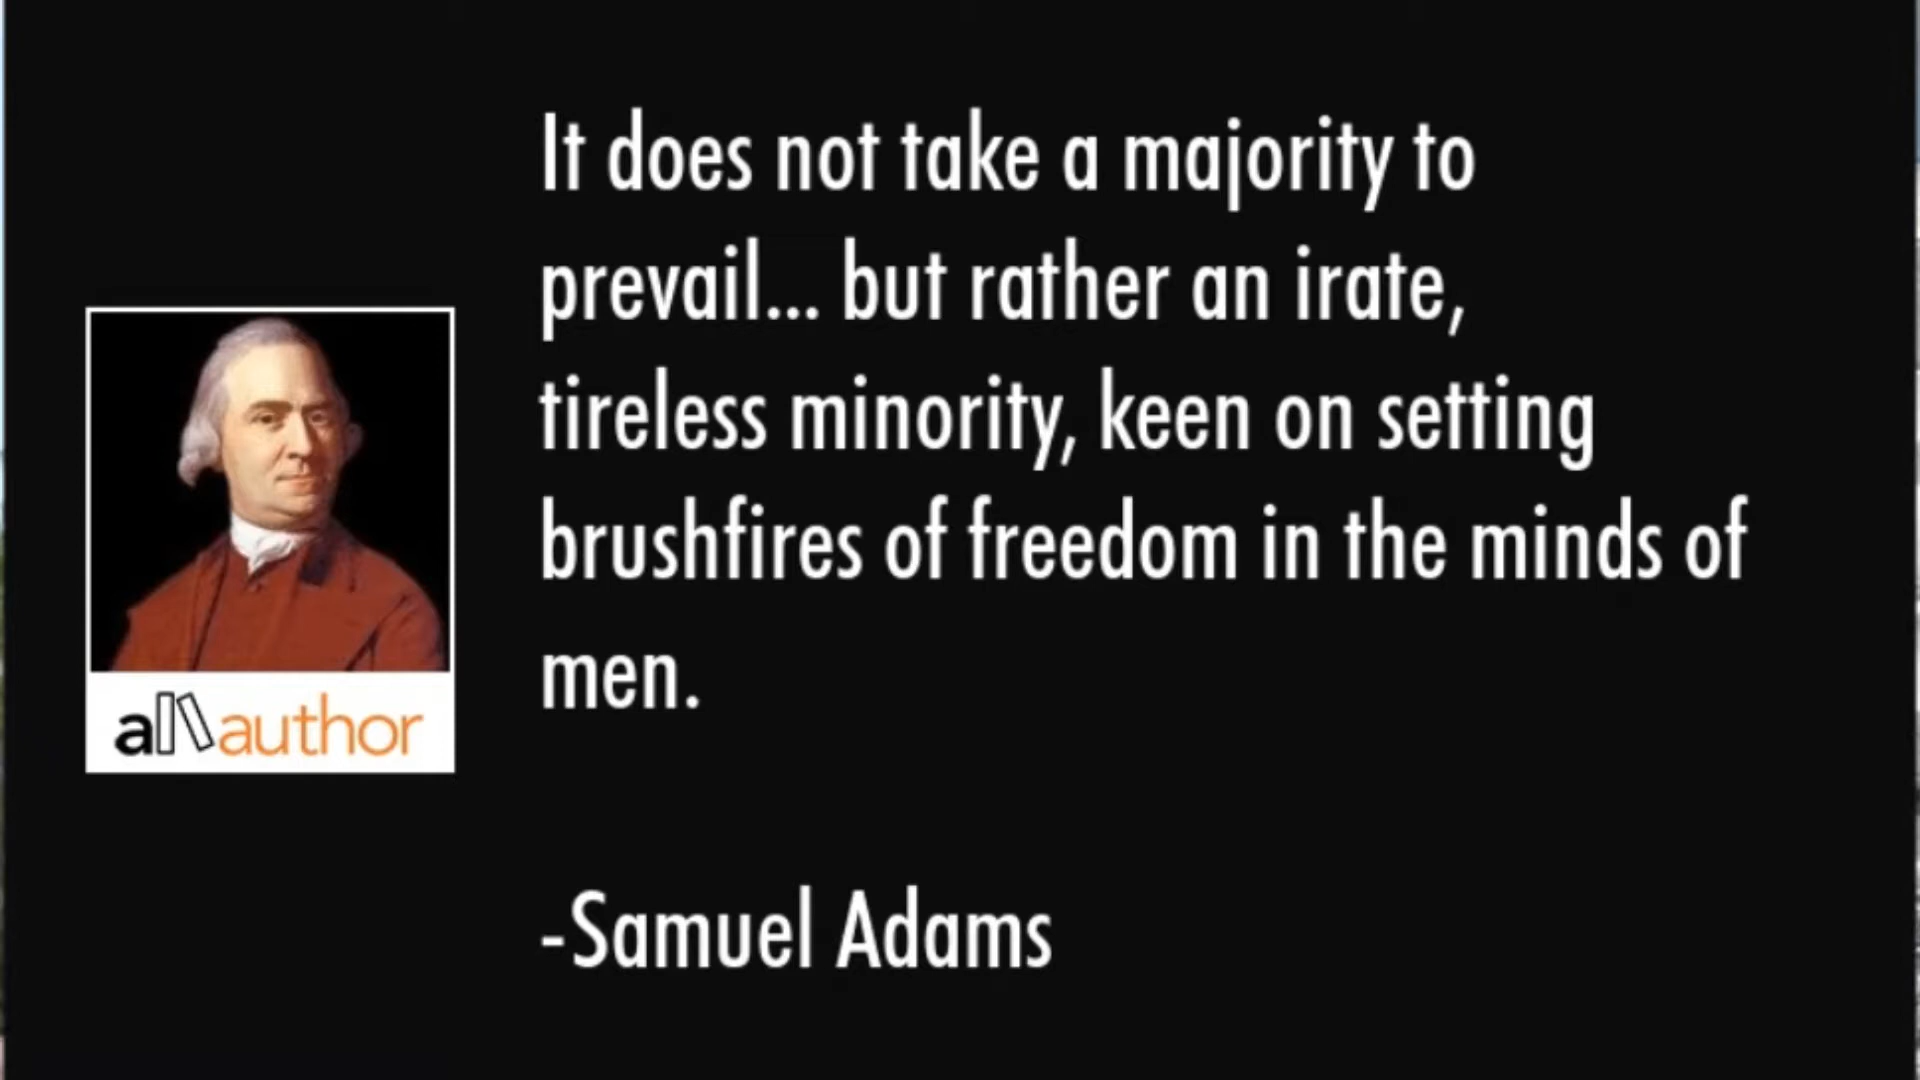 It does not take a majority to
prevail... but rather an irate,
tireless minority, keen on setting
brushfires of freedom in the minds of
men.
-Samuel Adams
allauthor